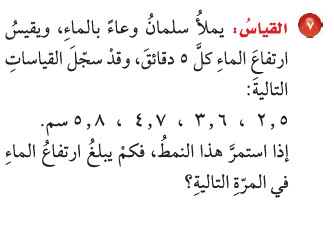 ٧ القياسُ: يملأُ سلمانُ وعاءً بالماءِ، ويقيسُ
ارتفاعَ الماءِ كلَّ ٥ دقائقَ، وقدْ سجَّلَ القياساتِ
التاليةَ:
٢,٥ ، ٣,٦ ، ٤,٧ ، ٥,٨ سم.
إذا استمرَّ هذا النمطُ، فكمْ يبلغُ ارتفاعُ الماءِ
في المرّةِ التاليةِ؟